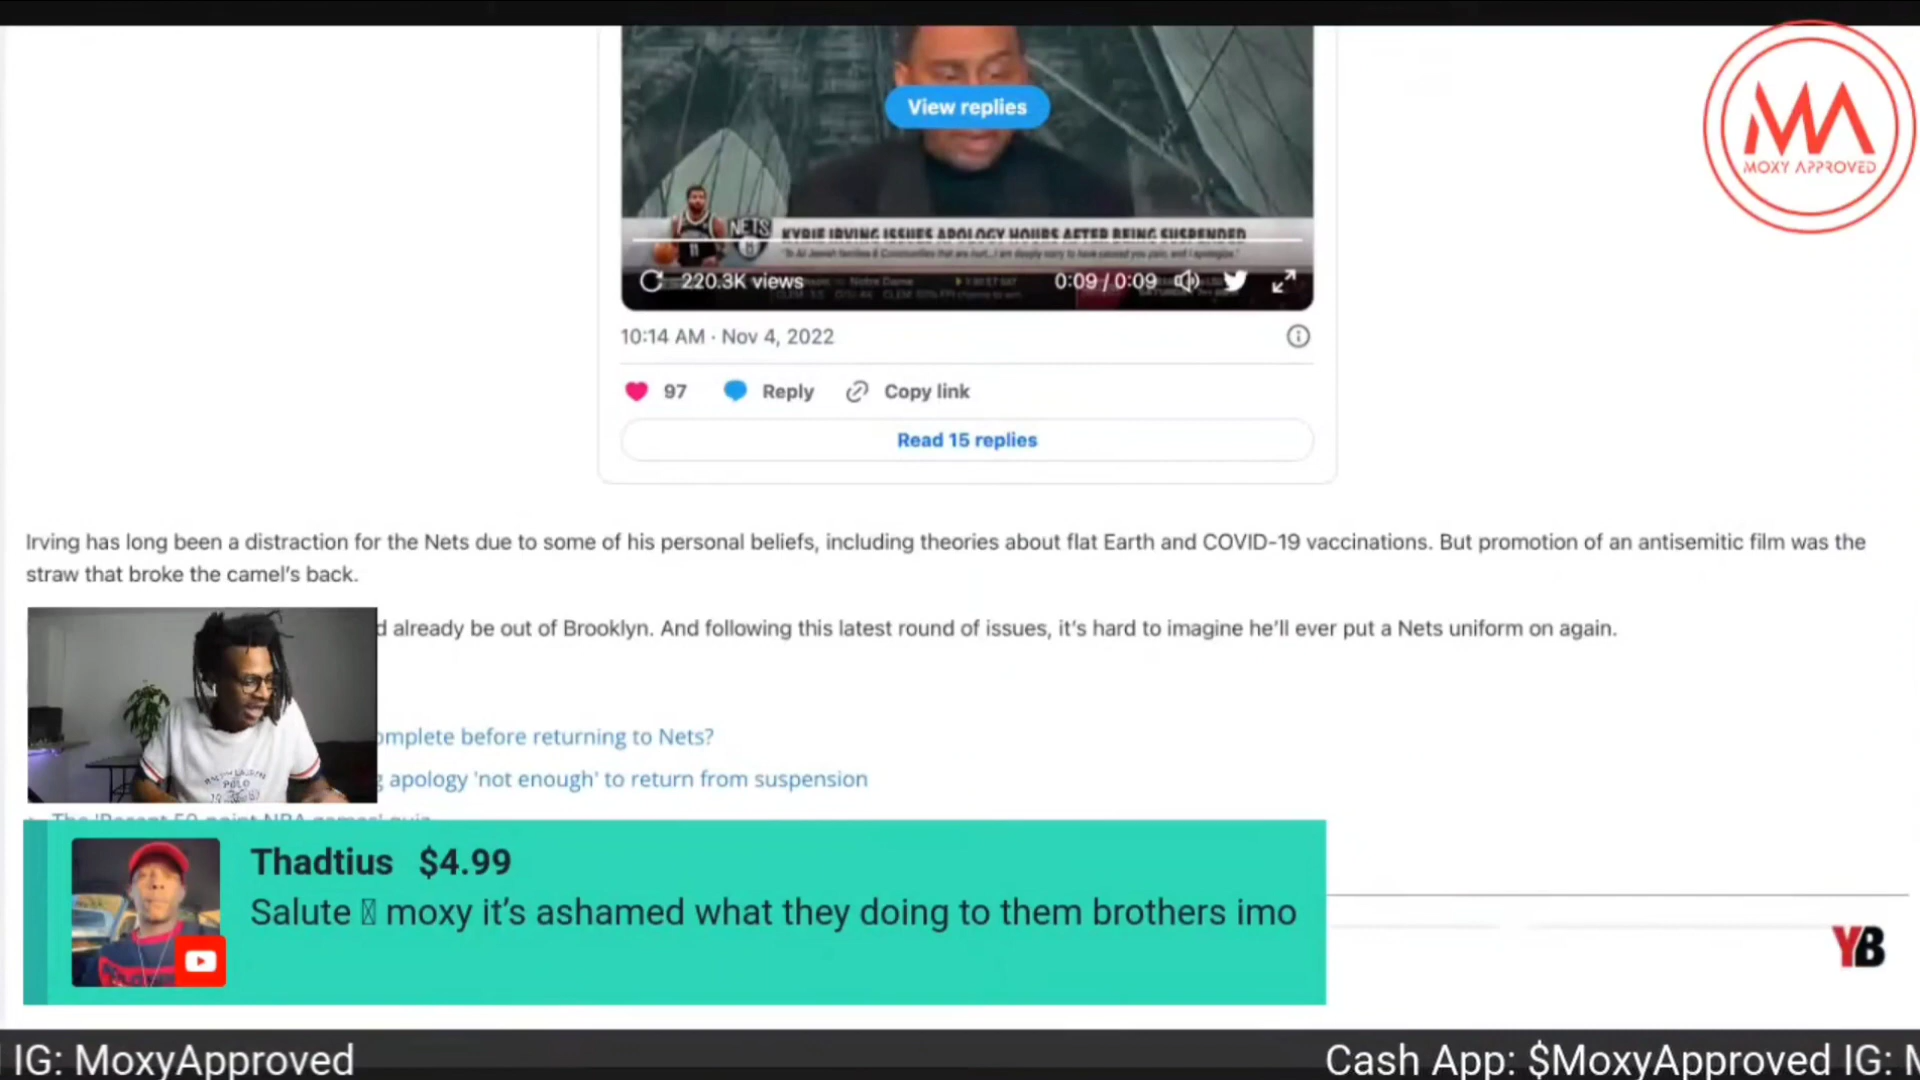 MA
MOXY APPROVED
View replies
NETS
KYRIE IRVING ISSUES APOLOGY HOURS AFTER BEING SUSPENDED
220.3K views
0:09 / 0:09
10:14 AM · Nov 4, 2022
97 Reply Copy link
Read 15 replies
Irving has long been a distraction for the Nets due to some of his personal beliefs, including theories about flat Earth and COVID-19 vaccinations. But promotion of an antisemitic film was the
straw that broke the camel's back.
d already be out of Brooklyn. And following this latest round of issues, it's hard to imagine he'll ever put a Nets uniform on again.
omplete before returning to Nets?
g apology 'not enough' to return from suspension
Thadtius $4.99
Salute moxy it's ashamed what they doing to them brothers imo
YB
IG: MoxyApproved
Cash App: $MoxyApproved IG: M